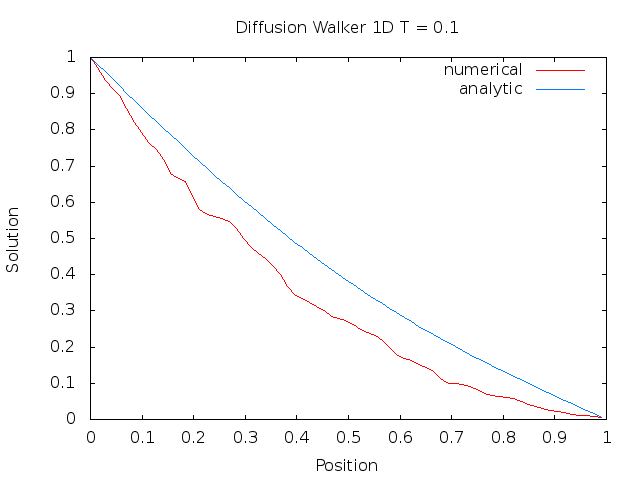 Diffusion Walker 1D T = 0.1
numerical
analytic
1
0.9
0.8
0.7
0.6
0.5
0.4
0.3
0.2
0.1
0
Solution
0 0.1 0.2 0.3 0.4 0.5 0.6 0.7 0.8 0.9 1
Position